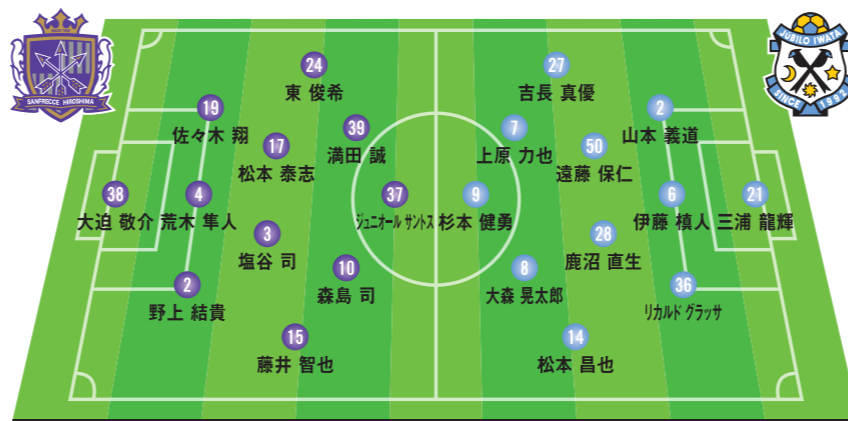 SANFRECCE HIROSHIMA
JUBILO IWATA
SINCE 1992
24
東 俊希
19
佐々木 翔
39
満田 誠
17
松本 泰志
38
大迫 敬介
4
荒木 隼人
37
ジュニオール サントス
3
塩谷 司
10
森島 司
2
野上 結貴
15
藤井 智也
27
吉長 真優
2
山本 義道
7
上原 力也
50
遠藤 保仁
9
杉本 健勇
6
伊藤 槙人
21
三浦 龍輝
28
鹿沼 直生
8
大森 晃太郎
36
リカルド グラッサ
14
松本 昌也